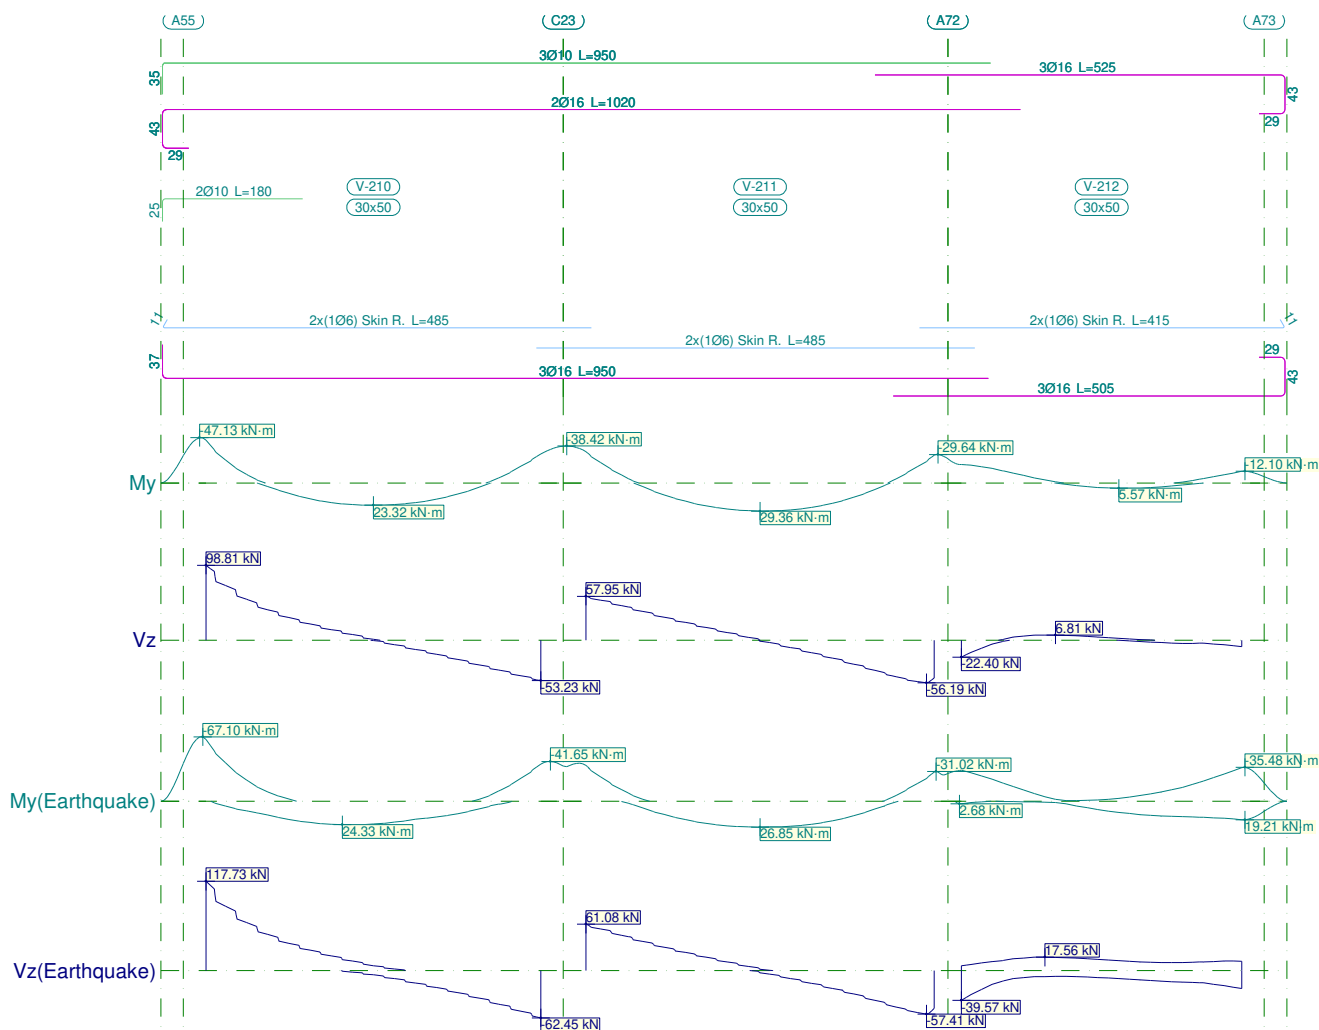 A55 C23 A72 A73
3Ø10 L=950
3Ø16 L=525
35
43
2Ø16 L=1020
43
29
29
2Ø10 L=180
25
V-210 V-211 V-212
30x50 30x50 30x50
11
2x(1Ø6) Skin R. L=485
2x(1Ø6) Skin R. L=415
11
2x(1Ø6) Skin R. L=485
29
37
3Ø16 L=950
43
3Ø16 L=505
-47.13 kN·m
-38.42 kN·m
-29.64 kN·m
-12.10 kN·m
My
23.32 kN·m
29.36 kN·m
5.57 kN·m
98.81 kN
57.95 kN
6.81 kN
Vz
-22.40 kN
-53.23 kN
-56.19 kN
-67.10 kN·m
-41.65 kN·m
-31.02 kN·m
-35.48 kN·m
My(Earthquake)
2.68 kN·m
24.33 kN·m
26.85 kN·m
19.21 kN·m
117.73 kN
61.08 kN
17.56 kN
Vz(Earthquake)
-39.57 kN
-62.45 kN
-57.41 kN